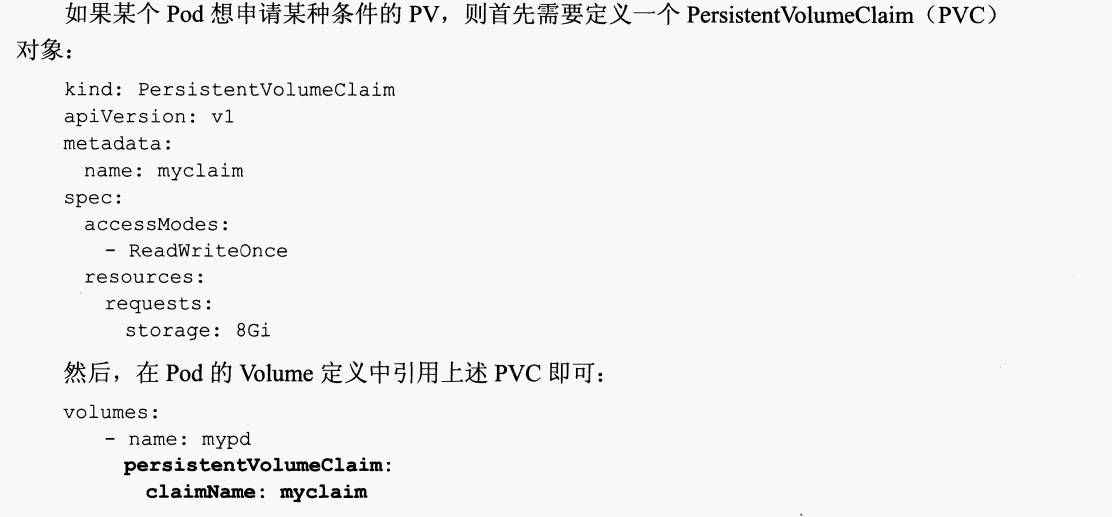 如果某个 Pod 想申请某种条件的 PV，则首先需要定义一个 PersistentVolumeClaim（PVC）
对象：
kind: PersistentVolumeClaim
apiVersion: v1
metadata:
  name: myclaim
spec:
  accessModes:
    - ReadWriteOnce
  resources:
    requests:
      storage: 8Gi
然后，在 Pod 的 Volume 定义中引用上述 PVC 即可：
volumes:
    - name: mypd
      persistentVolumeClaim:
        claimName: myclaim